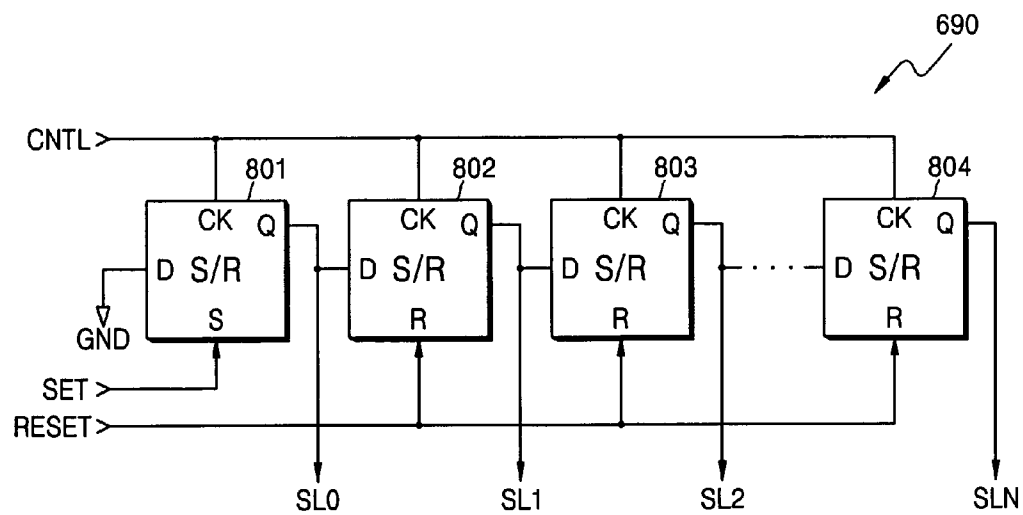 690
CNTL
801 802 803 804
CK Q CK Q CK Q CK Q
D S/R D S/R D S/R .... D S/R
S R R R
GND
SET
RESET
SL0 SL1 SL2 SLN